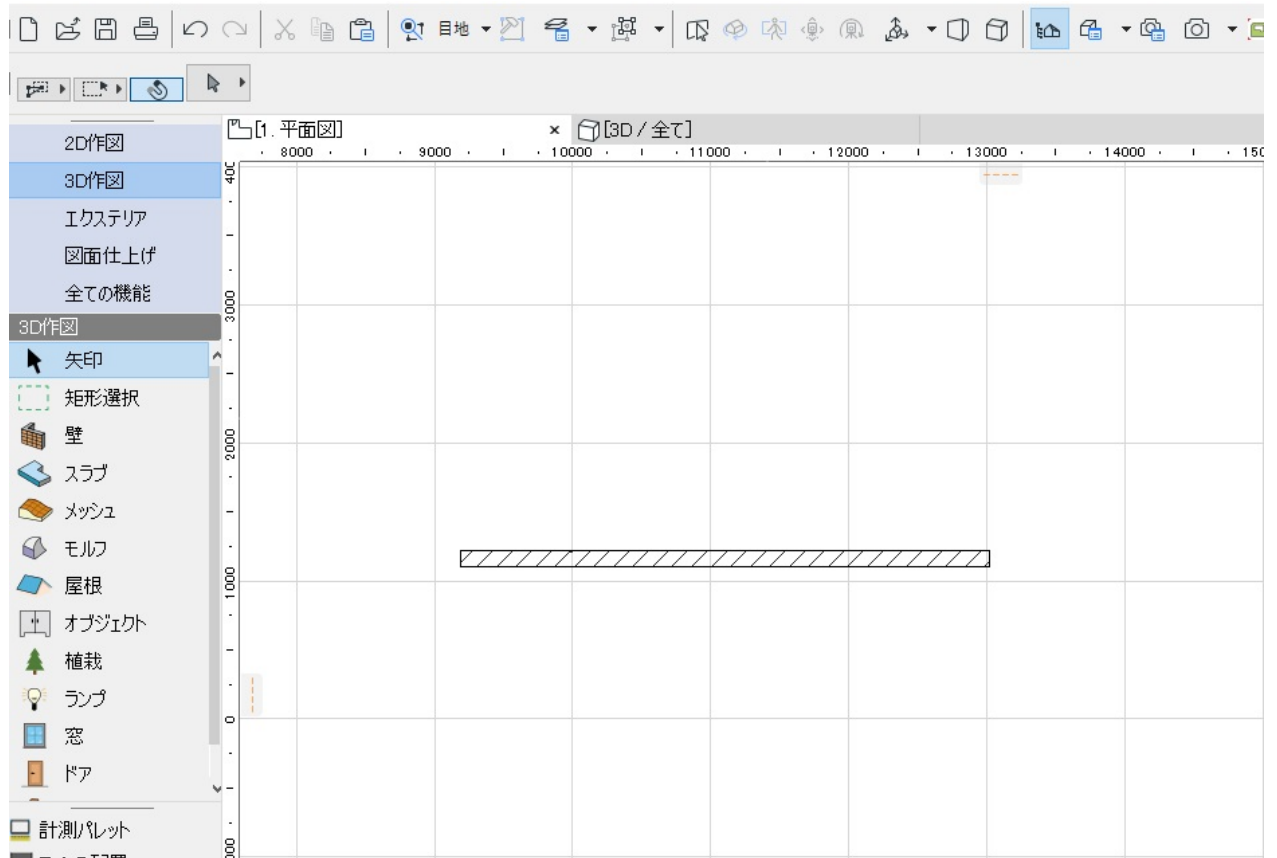 目地
[1. 平面図]
[3D / 全て]
8000 9000 10000 11000 12000 13000 14000
3000
2000
1000
0
2D作図
3D作図
エクステリア
図面仕上げ
全ての機能
3D作図
矢印
矩形選択
壁
スラブ
メッシュ
モルフ
屋根
オブジェクト
植栽
ランプ
窓
ドア
計測パレット